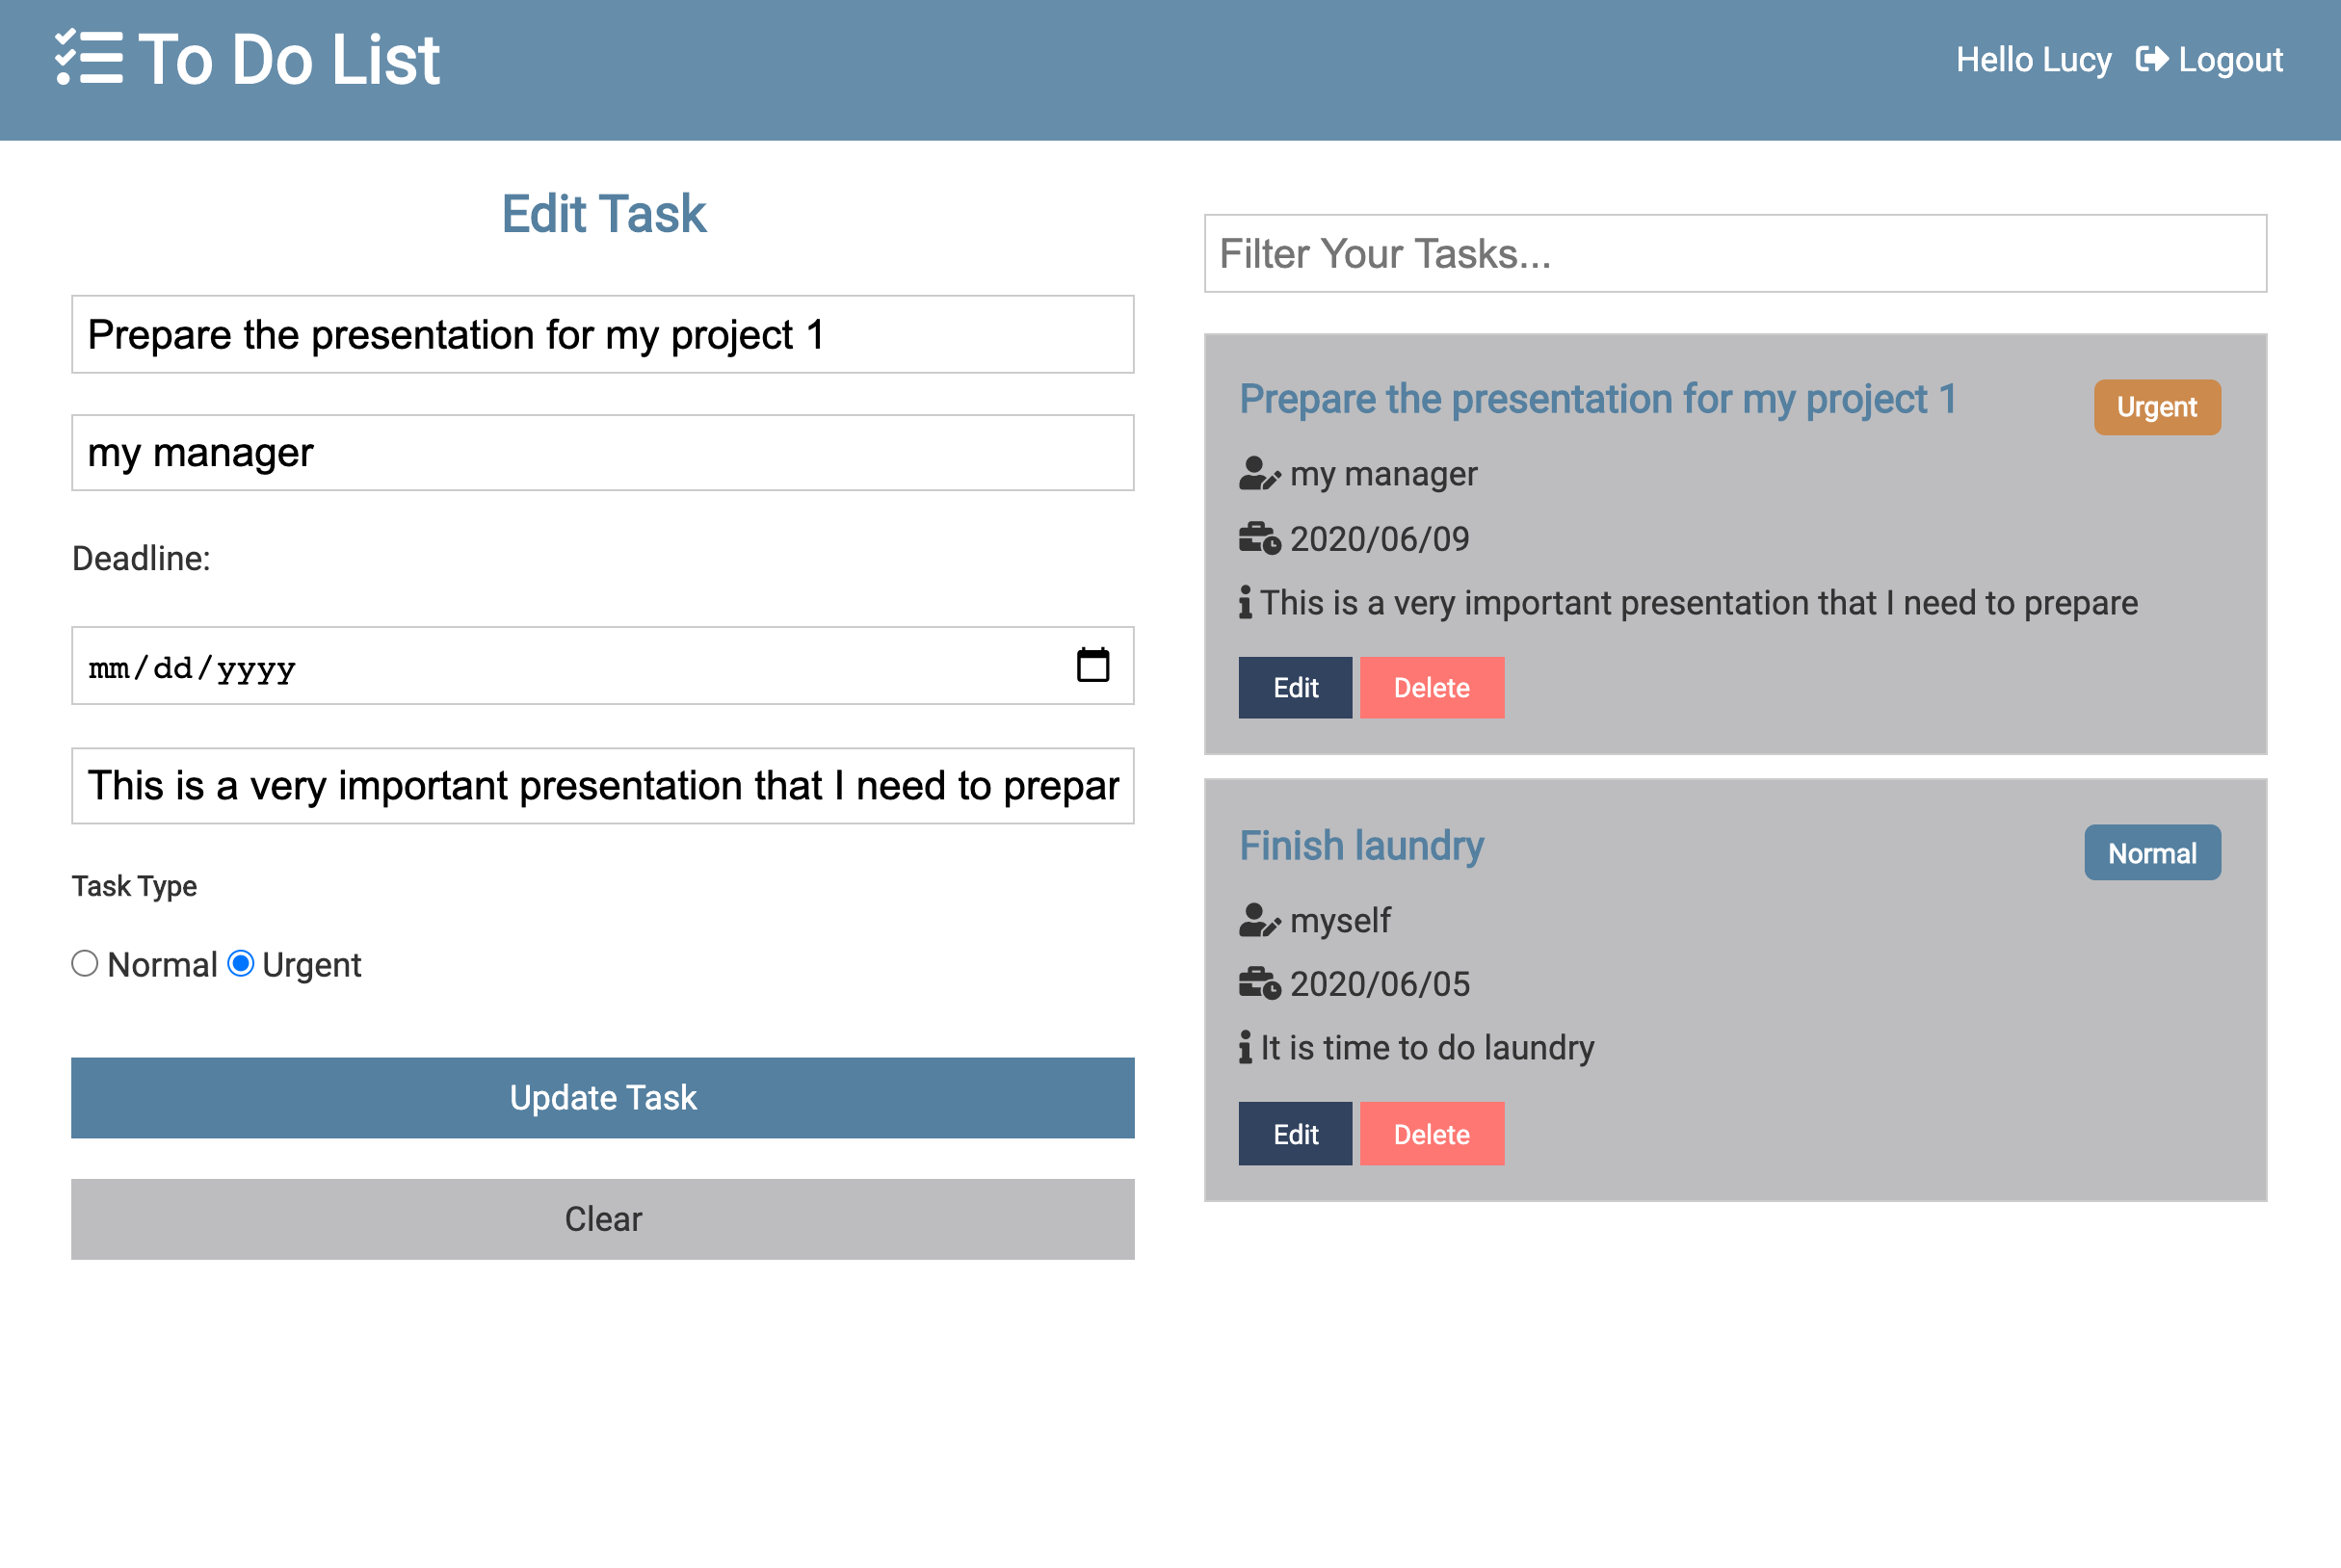 To Do List
Hello Lucy Logout
Edit Task
Prepare the presentation for my project 1
my manager
Deadline:
mm/dd/yyyy
This is a very important presentation that I need to prepar
Task Type
Normal Urgent
Update Task
Clear
Filter Your Tasks...
Prepare the presentation for my project 1
Urgent
my manager
2020/06/09
This is a very important presentation that I need to prepare
Edit Delete
Finish laundry
Normal
myself
2020/06/05
It is time to do laundry
Edit Delete